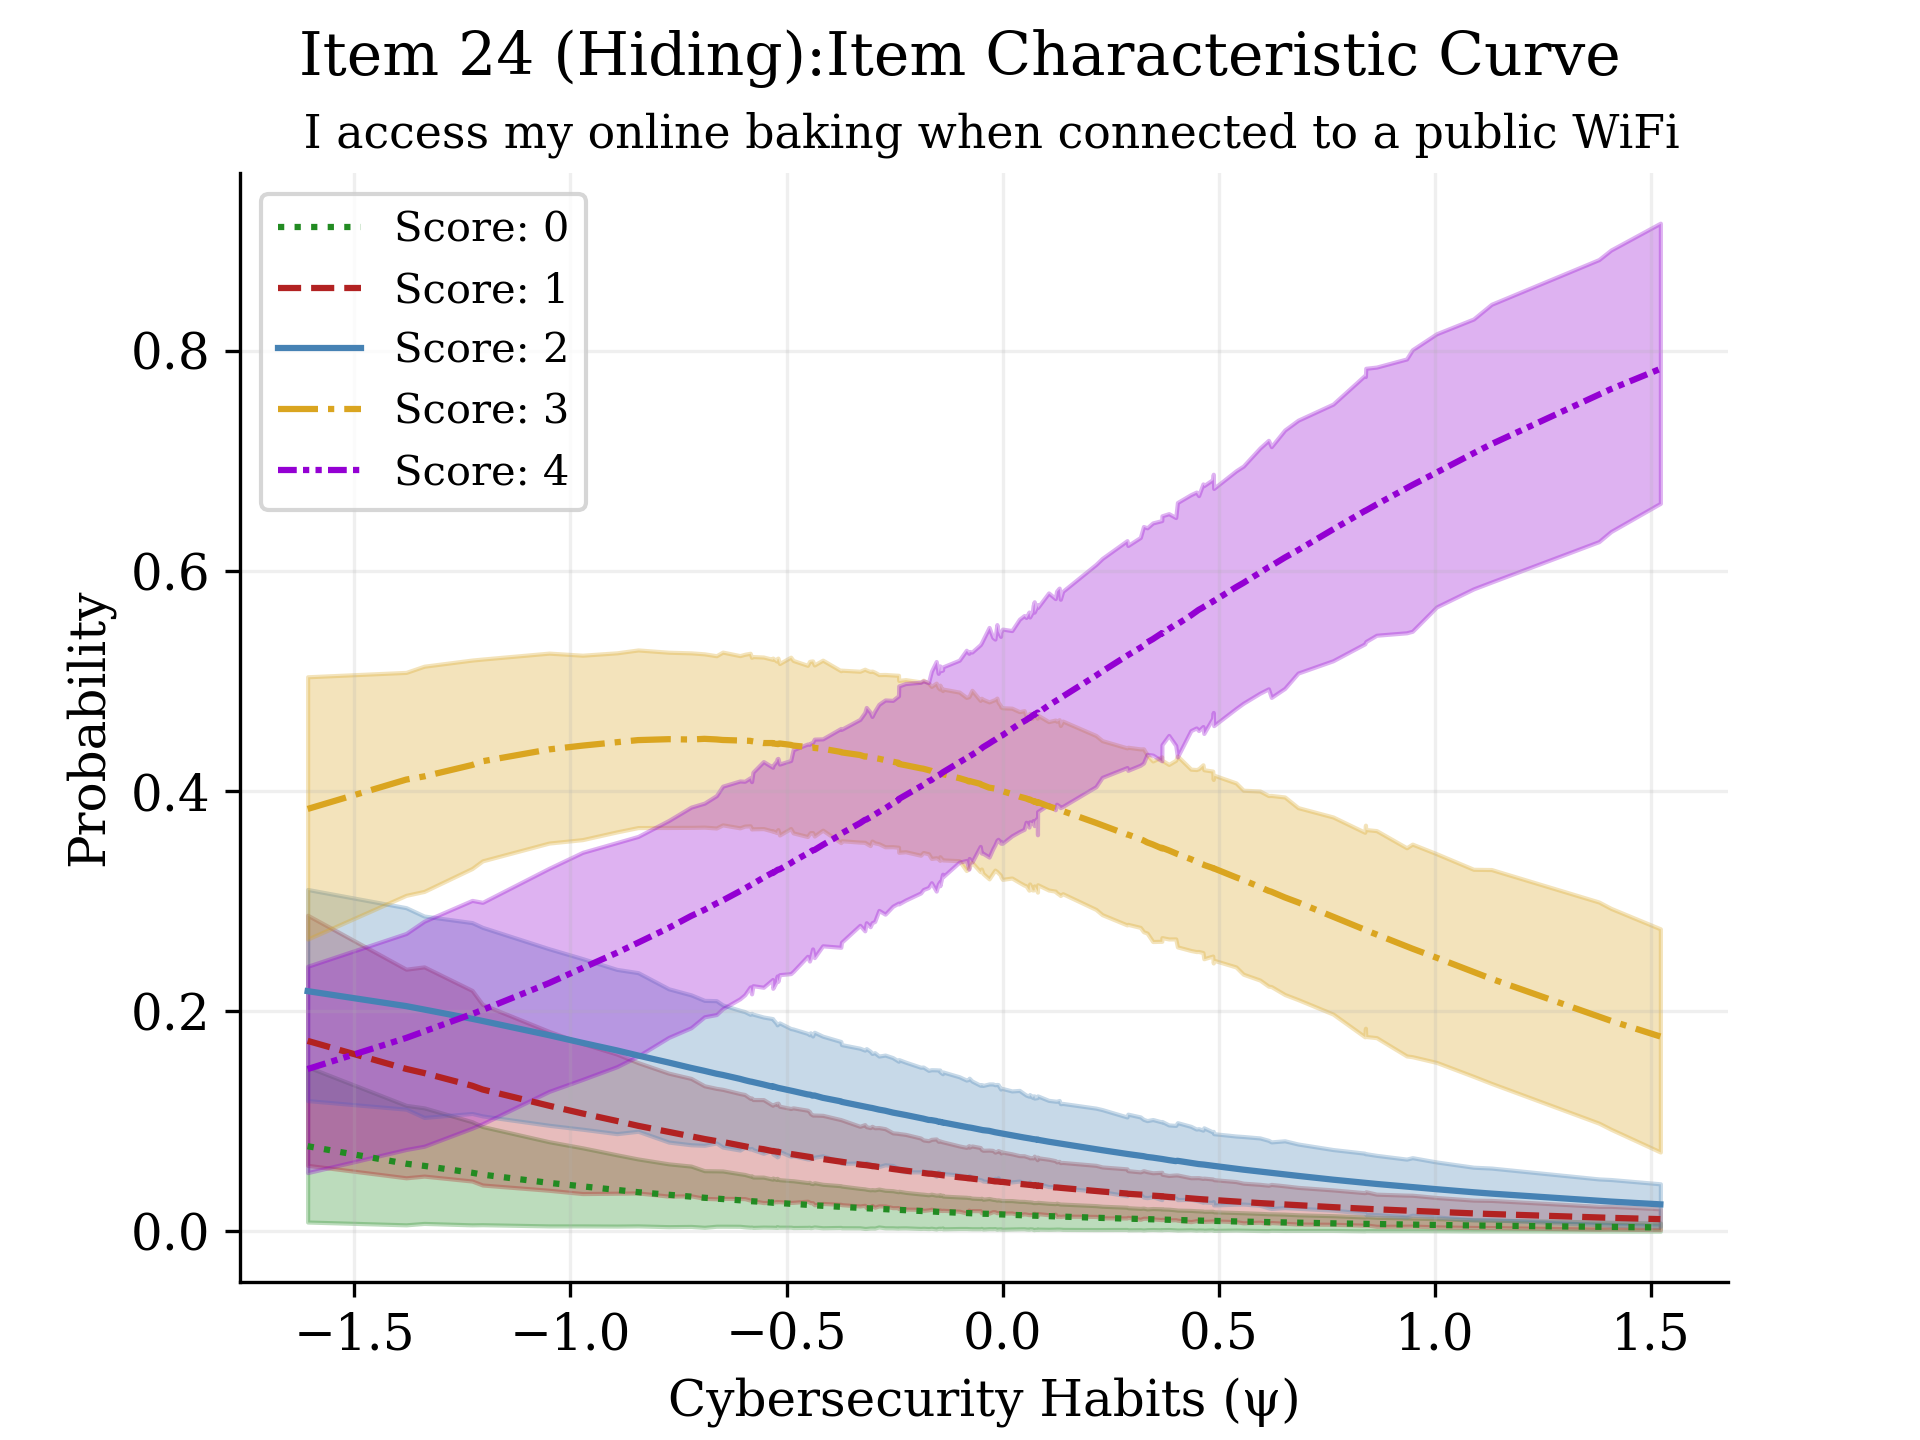 Item 24 (Hiding):Item Characteristic Curve
I access my online baking when connected to a public WiFi
Score: 0
Score: 1
Score: 2
Score: 3
Score: 4
Probability
0.8
0.6
0.4
0.2
0.0
−1.5 −1.0 −0.5 0.0 0.5 1.0 1.5
Cybersecurity Habits (ψ)